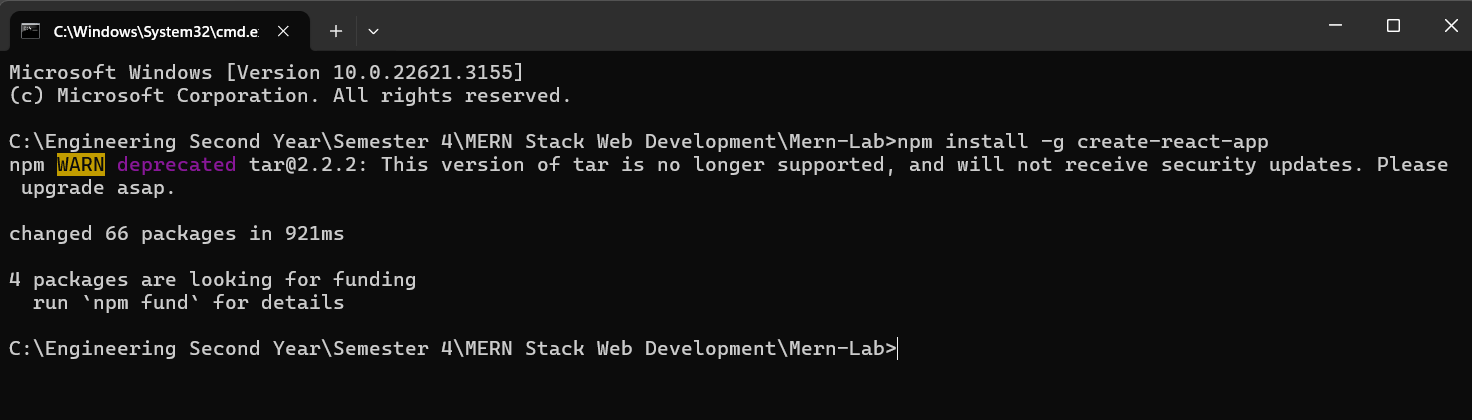 C:\Windows\System32\cmd.e
Microsoft Windows [Version 10.0.22621.3155]
(c) Microsoft Corporation. All rights reserved.
C:\Engineering Second Year\Semester 4\MERN Stack Web Development\Mern-Lab>npm install -g create-react-app
npm WARN deprecated tar@2.2.2: This version of tar is no longer supported, and will not receive security updates. Please
upgrade asap.
changed 66 packages in 921ms
4 packages are looking for funding
run `npm fund` for details
C:\Engineering Second Year\Semester 4\MERN Stack Web Development\Mern-Lab>